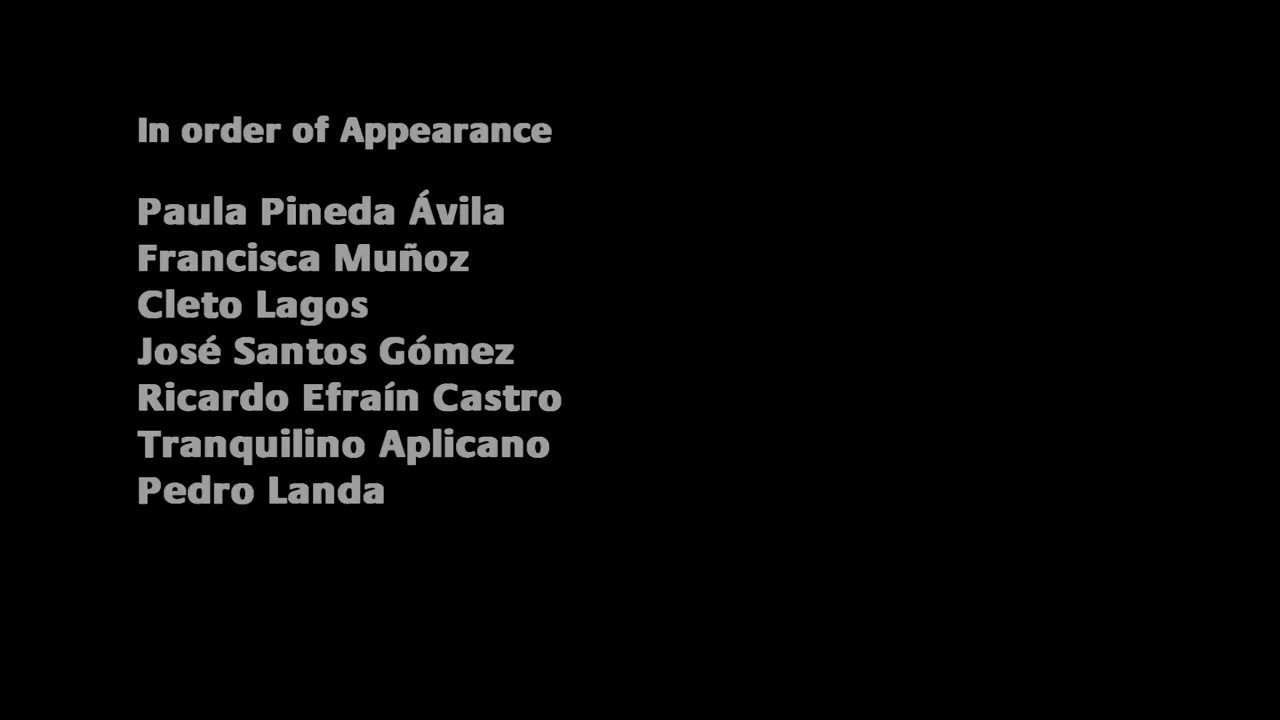 In order of Appearance
Paula Pineda Ávila
Francisca Muñoz
Cleto Lagos
José Santos Gómez
Ricardo Efraín Castro
Tranquilino Aplicano
Pedro Landa